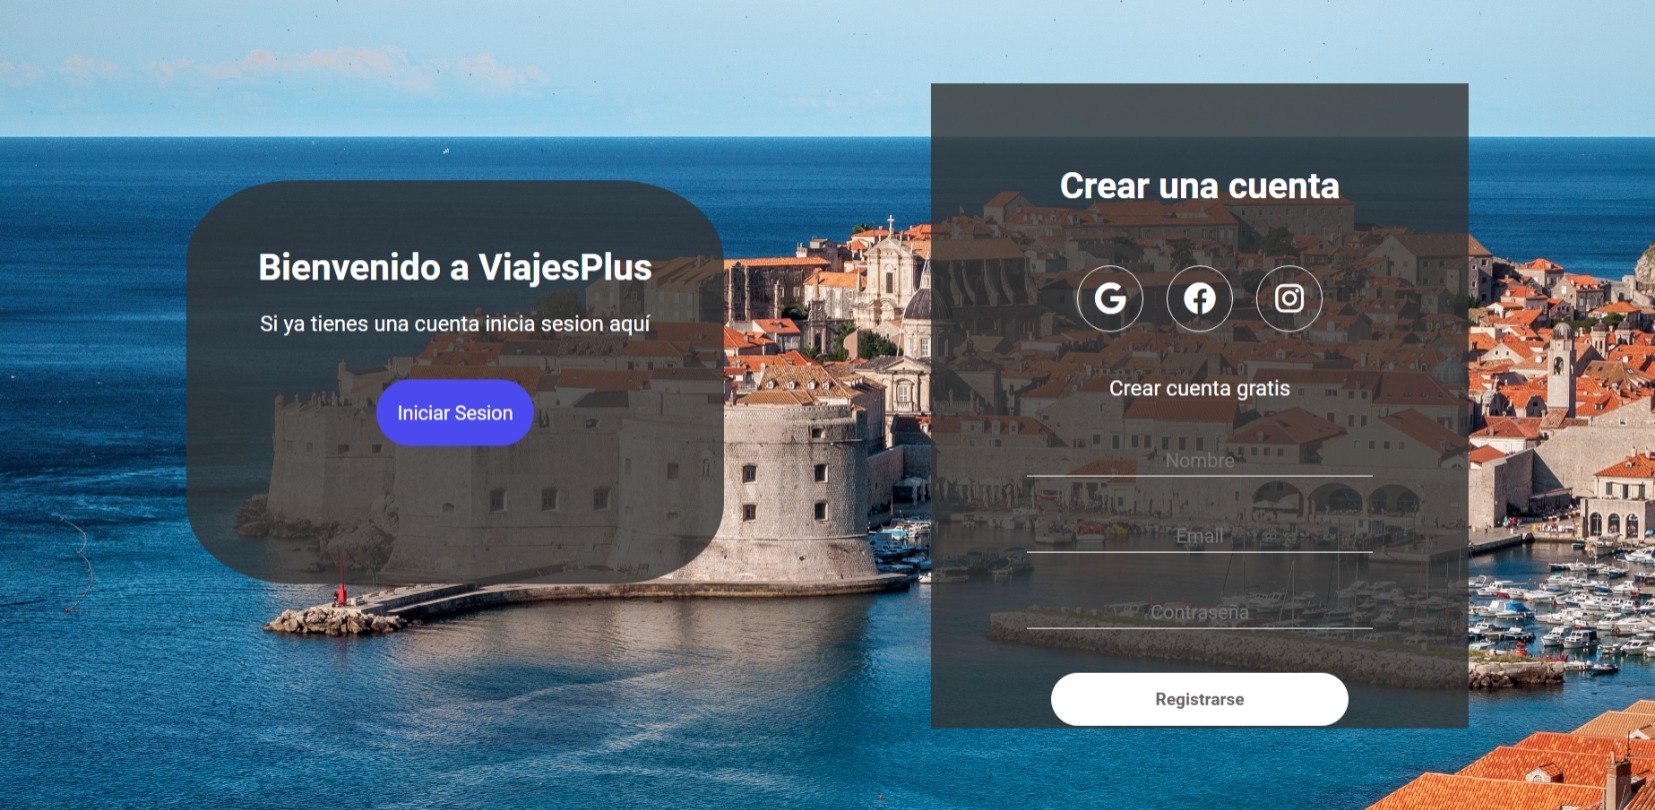 Bienvenido a ViajesPlus
Si ya tienes una cuenta inicia sesion aquí
Iniciar Sesion
Crear una cuenta
Crear cuenta gratis
Nombre
Email
Contraseña
Registrarse